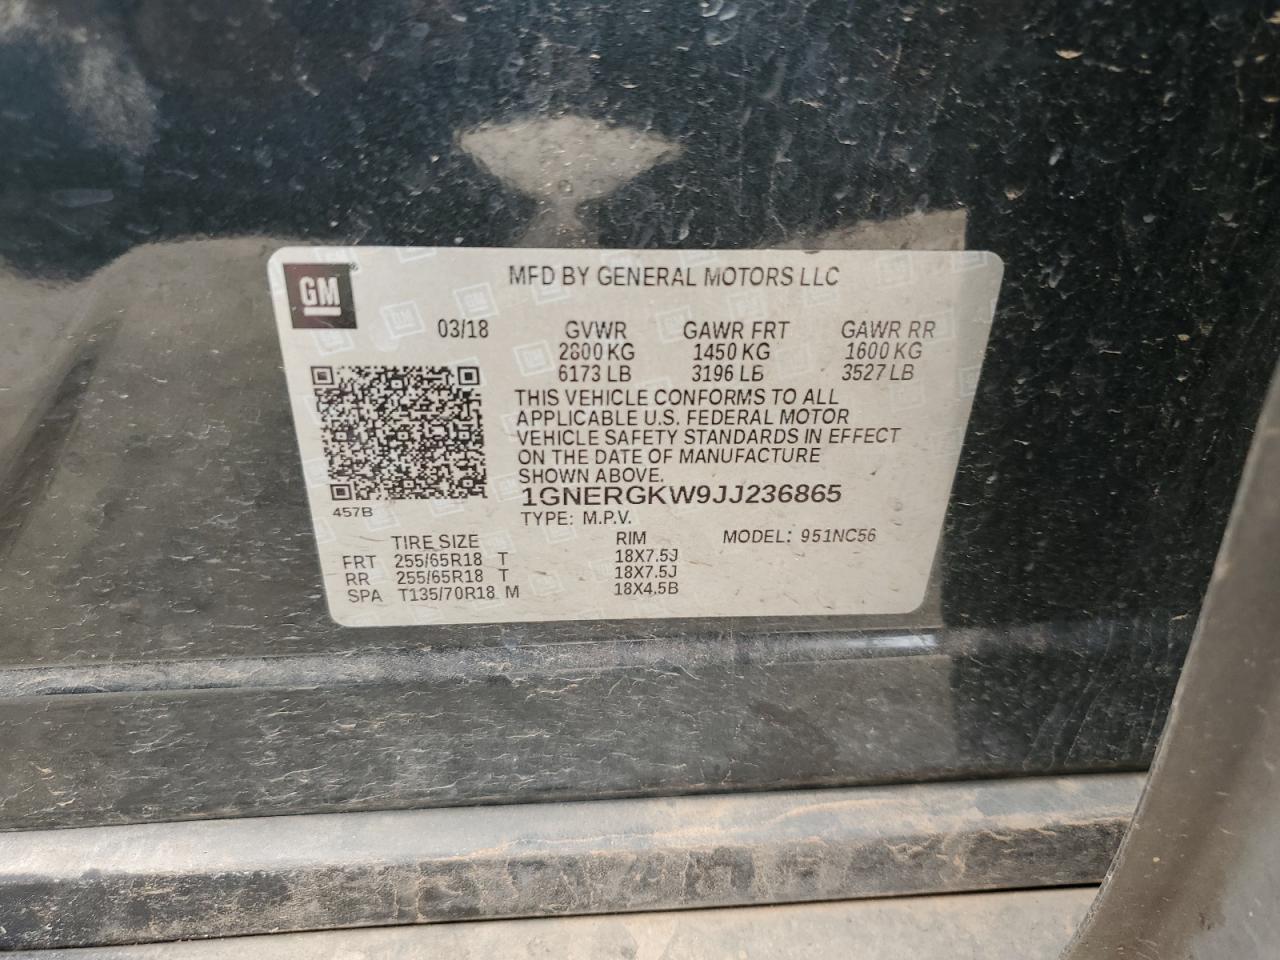 GM
MFD BY GENERAL MOTORS LLC
03/18 GVWR GAWR FRT GAWR RR
2800 KG 1450 KG 1600 KG
6173 LB 3196 LB 3527 LB
THIS VEHICLE CONFORMS TO ALL
APPLICABLE U.S. FEDERAL MOTOR
VEHICLE SAFETY STANDARDS IN EFFECT
ON THE DATE OF MANUFACTURE
SHOWN ABOVE.
1GNERGKW9JJ236865
457B
TYPE: M.P.V.
TIRE SIZE RIM MODEL: 951NC56
FRT 255/65R18 T 18X7.5J
RR 255/65R18 T 18X7.5J
SPA T135/70R18 M 18X4.5B